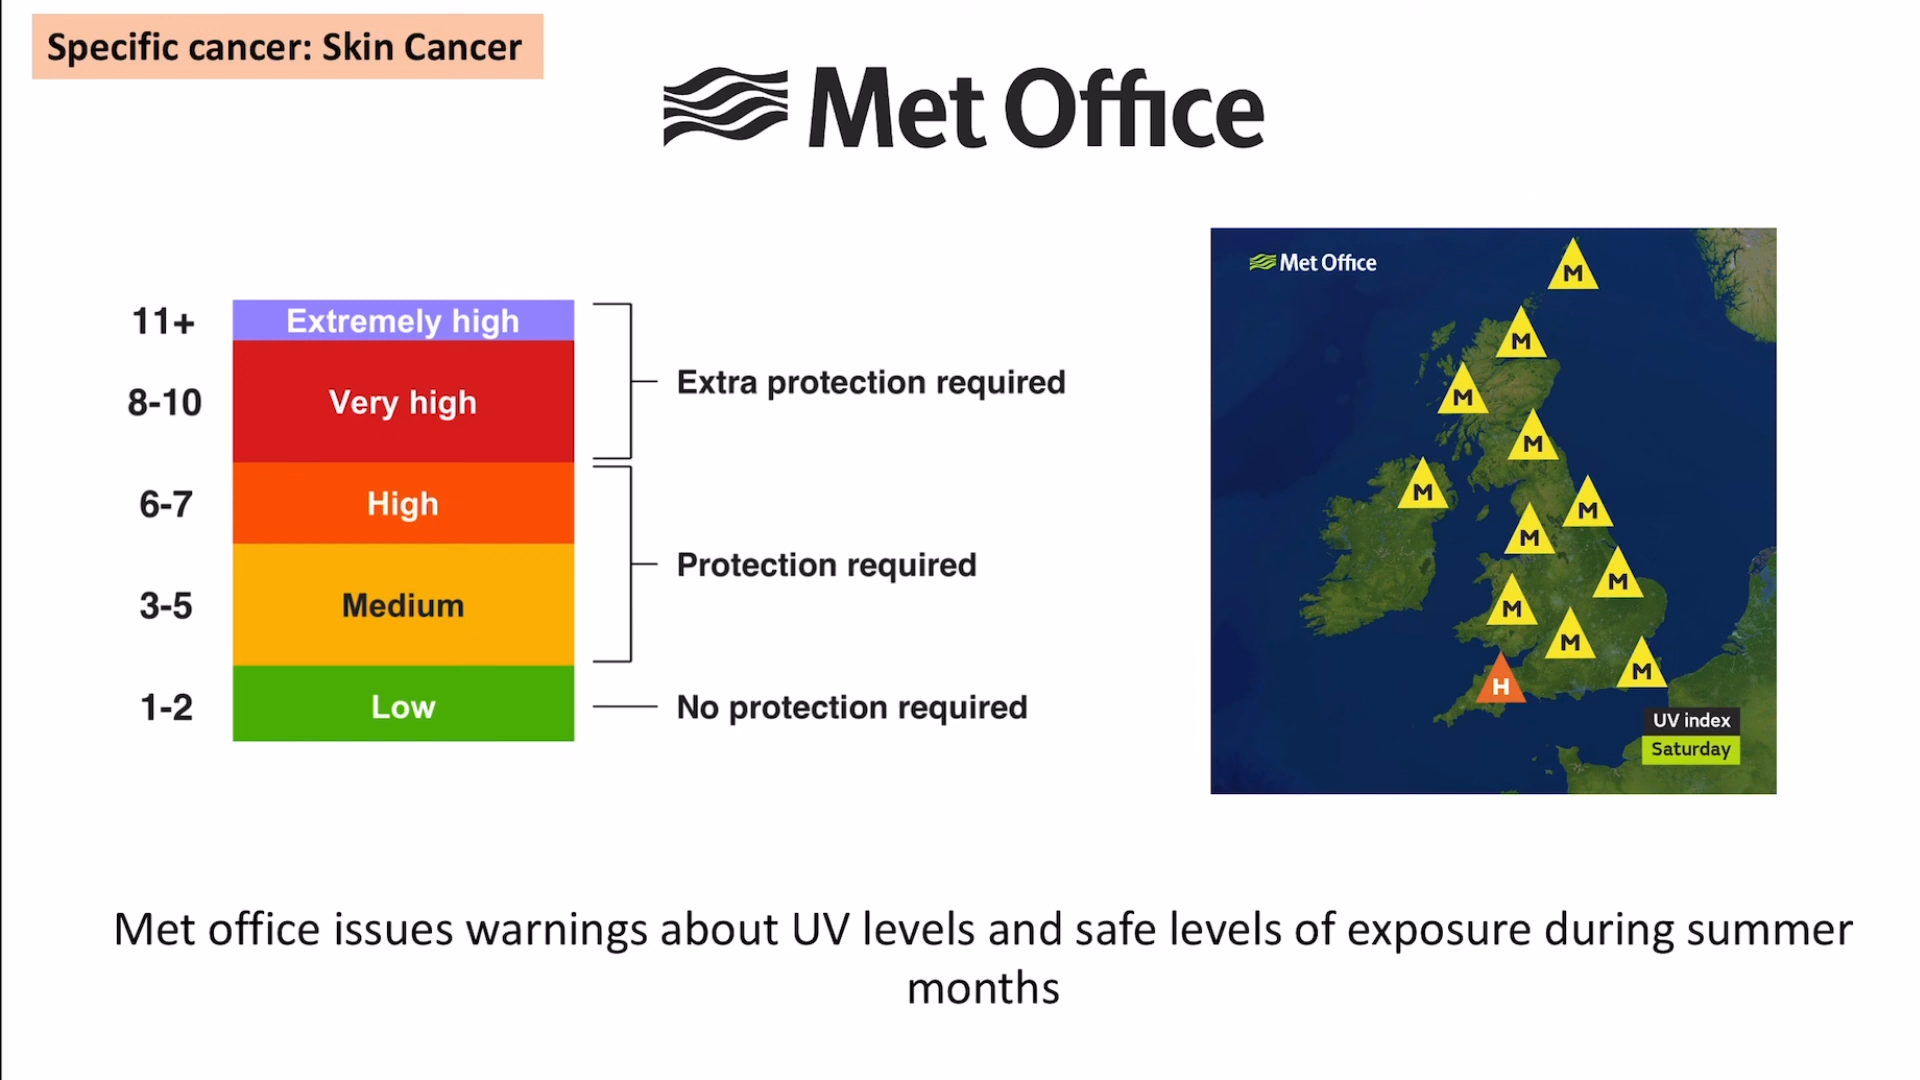 Specific cancer: Skin Cancer
Met Office
11+ Extremely high
8-10 Very high
Extra protection required
6-7 High
3-5 Medium
Protection required
1-2 Low
No protection required
Met Office
M
M
M
M
M
M
M
M
M
M
M
H
UV index
Saturday
Met office issues warnings about UV levels and safe levels of exposure during summer
months